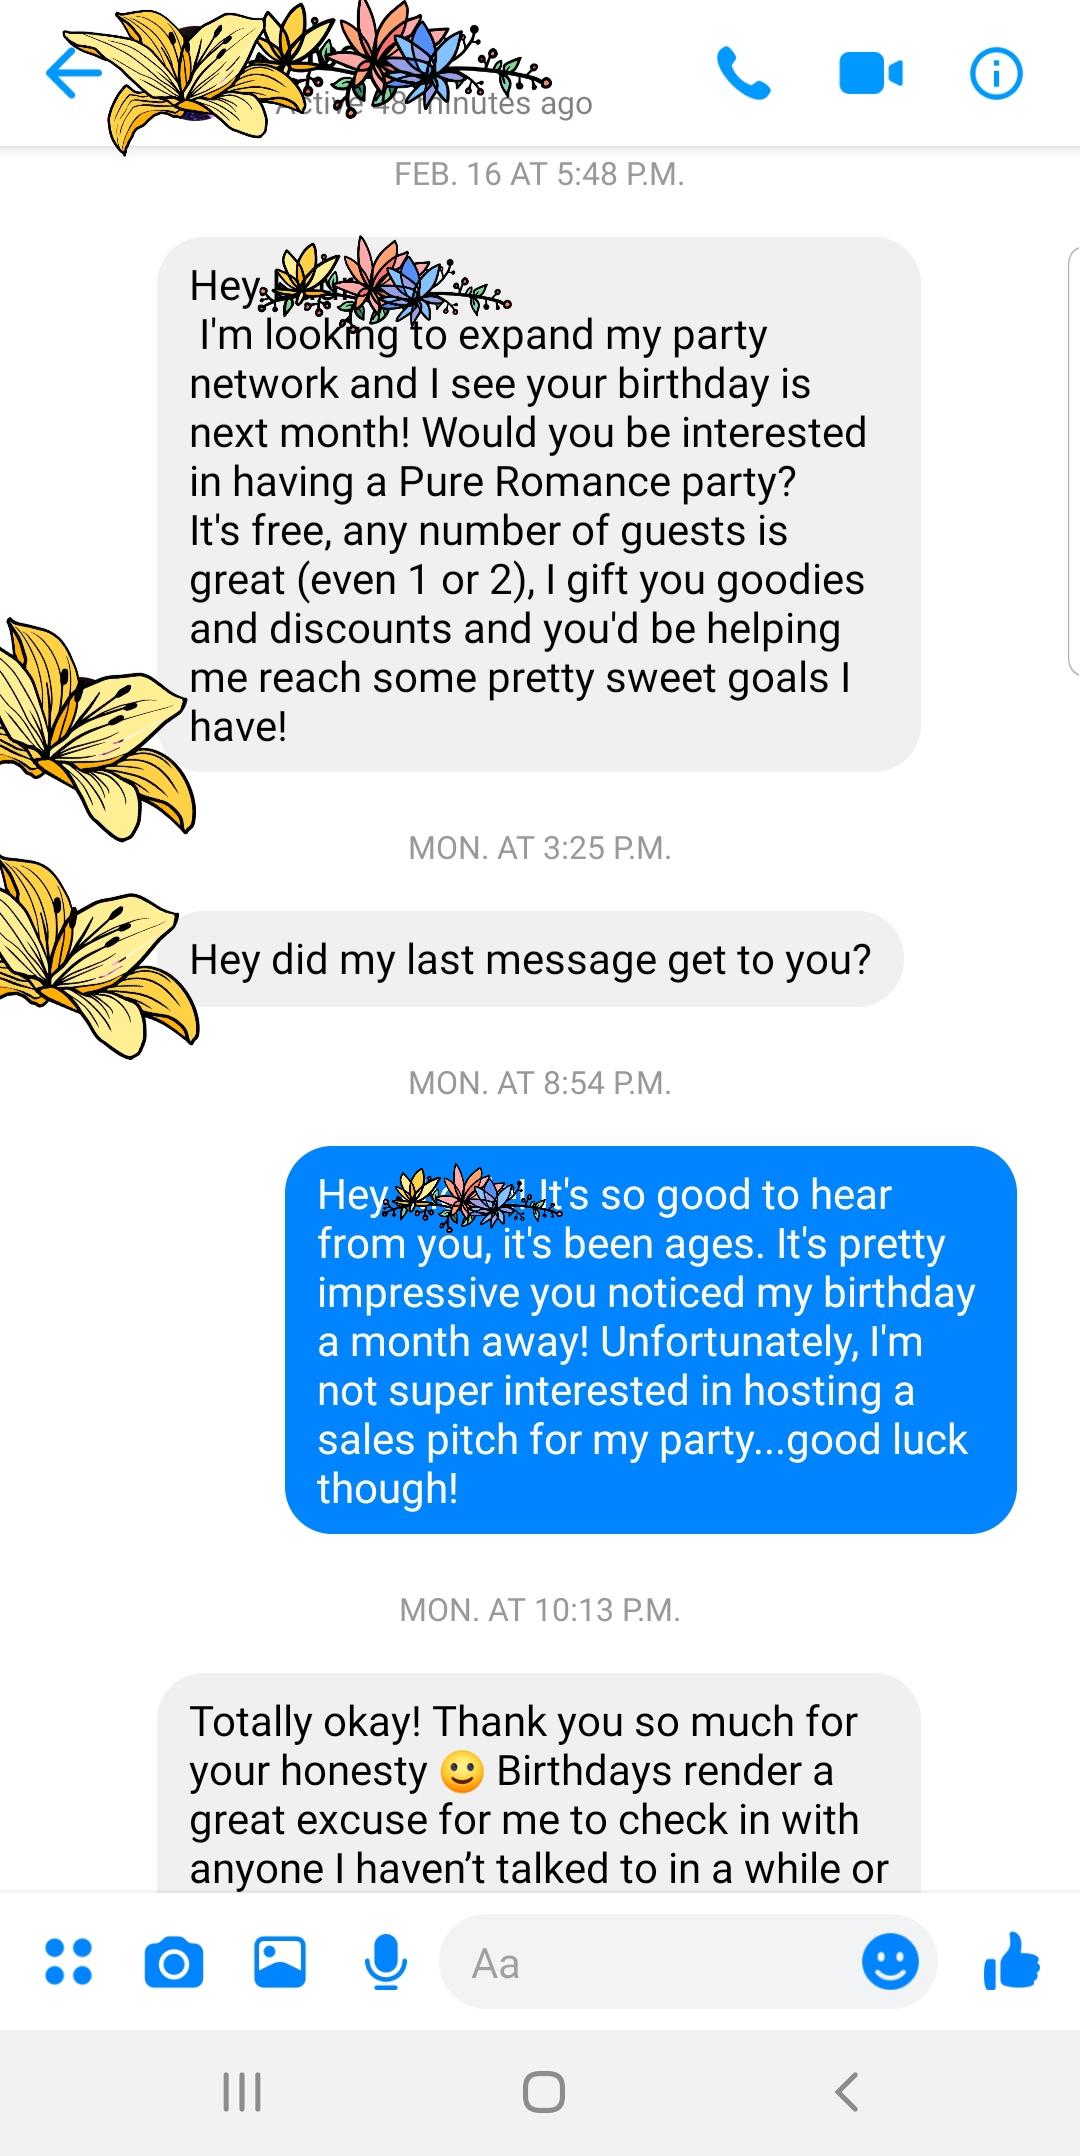 Active 48 minutes ago
FEB. 16 AT 5:48 P.M.
Hey
I'm looking to expand my party
network and I see your birthday is
next month! Would you be interested
in having a Pure Romance party?
It's free, any number of guests is
great (even 1 or 2), I gift you goodies
and discounts and you'd be helping
me reach some pretty sweet goals I
have!
MON. AT 3:25 P.M.
Hey did my last message get to you?
MON. AT 8:54 P.M.
Hey ! It's so good to hear
from you, it's been ages. It's pretty
impressive you noticed my birthday
a month away! Unfortunately, I'm
not super interested in hosting a
sales pitch for my party...good luck
though!
MON. AT 10:13 P.M.
Totally okay! Thank you so much for
your honesty 🙂 Birthdays render a
great excuse for me to check in with
anyone I haven’t talked to in a while or
Aa